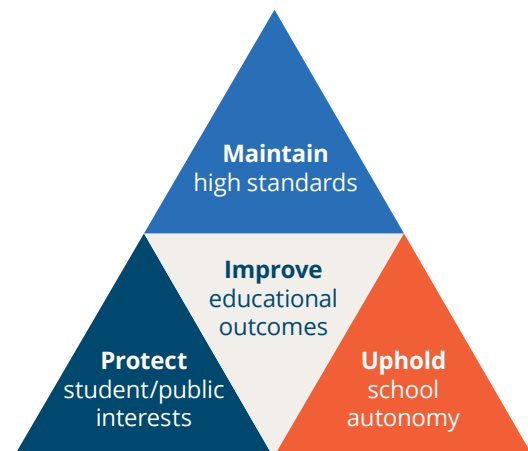 Maintain
high standards
Improve
educational
outcomes
Protect
student/public
interests
Uphold
school
autonomy